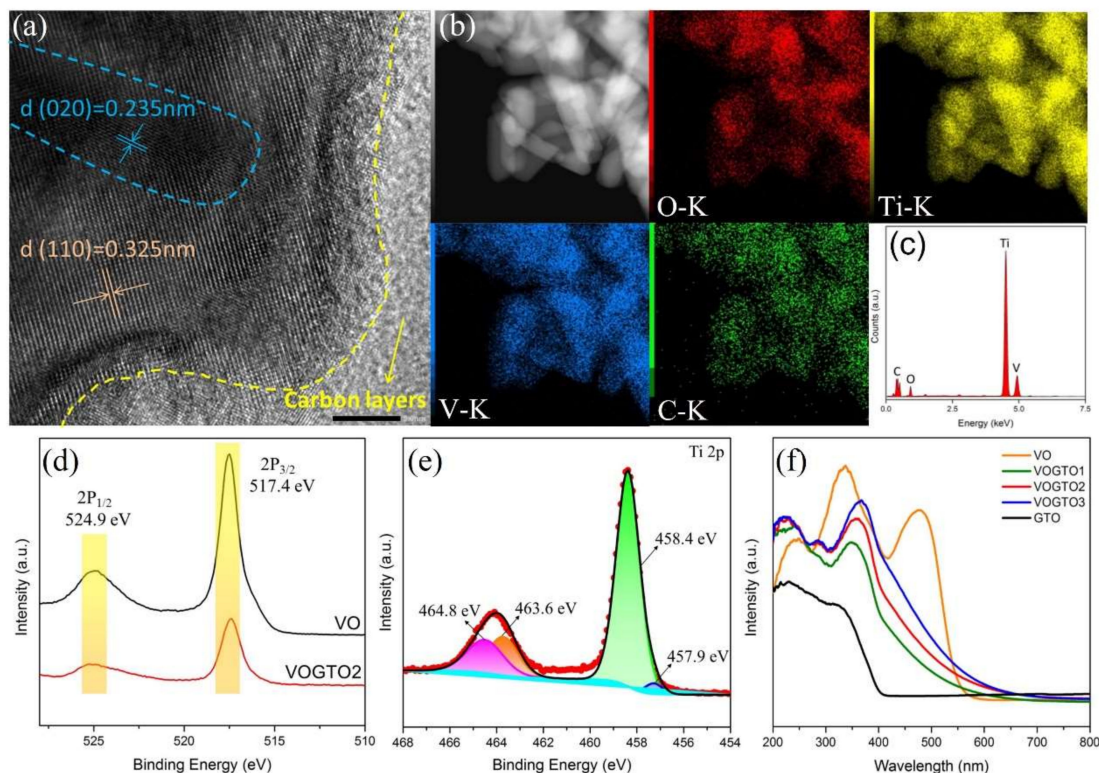 (a)
d (020)=0.235nm
d (110)=0.325nm
Carbon layers
(b)
O-K
Ti-K
V-K
C-K
(c)
Counts (a.u.)
Ti
C
O
V
0.0 2.5 5.0 7.5
Energy (keV)
(d)
2P1/2
524.9 eV
2P3/2
517.4 eV
VO
VOGTO2
Intensity (a.u.)
525 520 515 510
Binding Energy (eV)
(e)
Ti 2p
458.4 eV
464.8 eV
463.6 eV
457.9 eV
Intensity (a.u.)
468 466 464 462 460 458 456 454
Binding Energy (eV)
(f)
VO
VOGTO1
VOGTO2
VOGTO3
GTO
Intensity (a.u.)
200 300 400 500 600 700 800
Wavelength (nm)